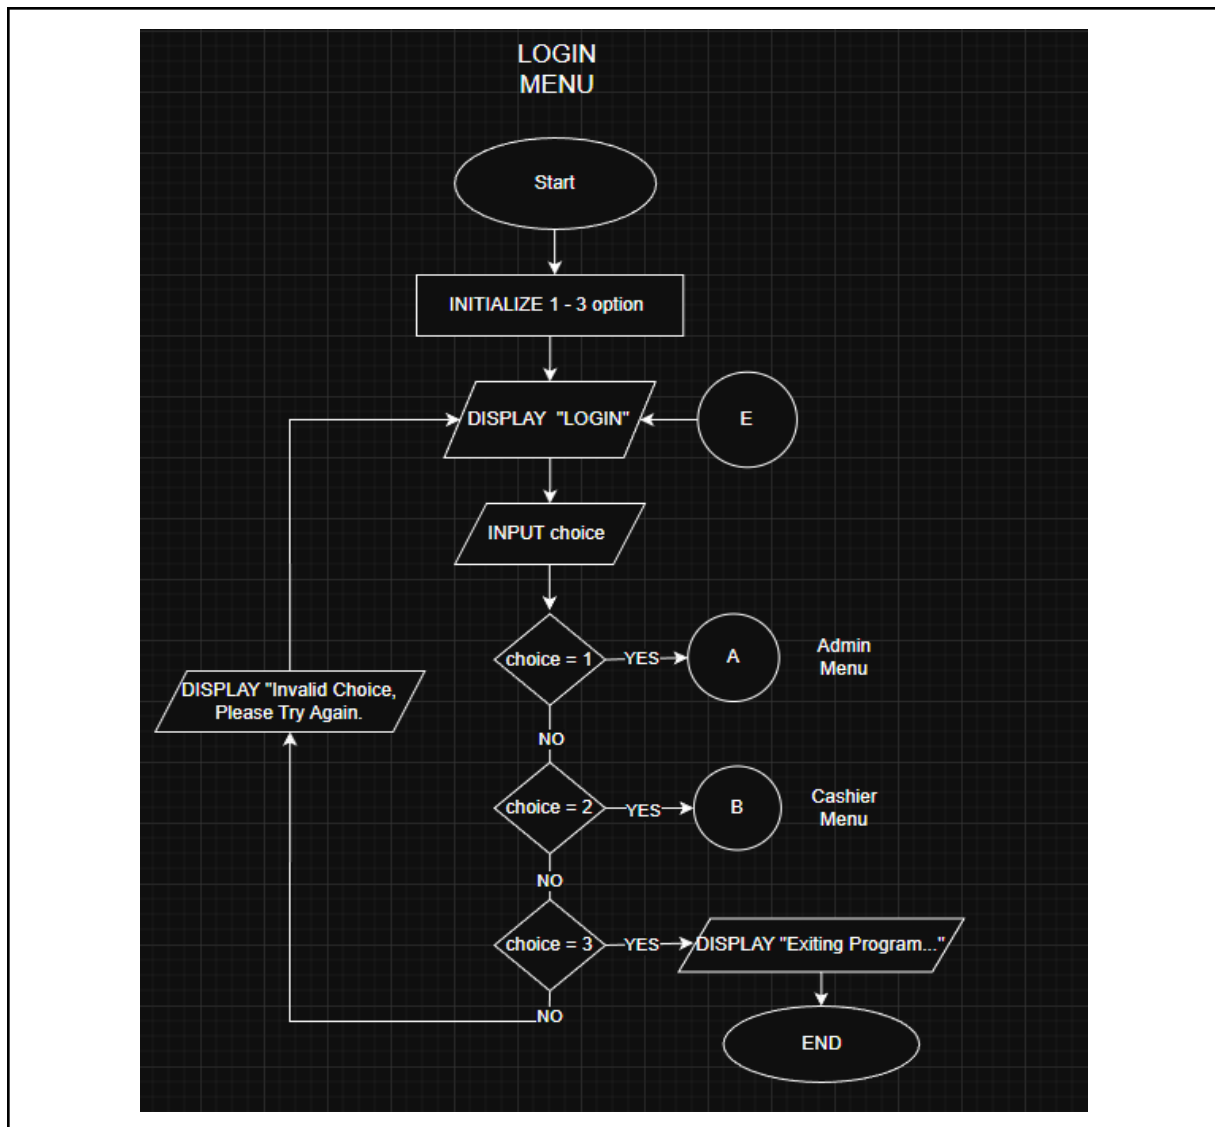 LOGIN
MENU
Start
INITIALIZE 1 - 3 option
DISPLAY "LOGIN"
E
INPUT choice
choice = 1
YES
A
Admin
Menu
DISPLAY "Invalid Choice,
Please Try Again.
NO
choice = 2
YES
B
Cashier
Menu
NO
choice = 3
YES
DISPLAY "Exiting Program..."
NO
END